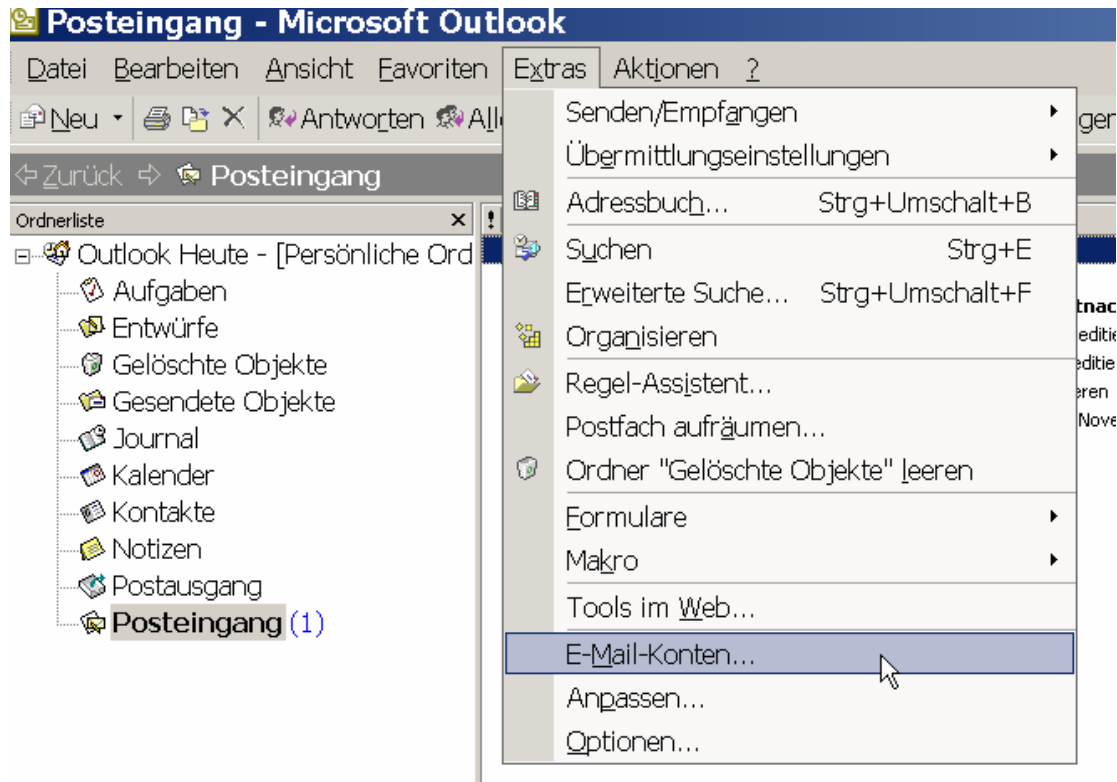 Posteingang - Microsoft Outlook
Datei Bearbeiten Ansicht Favoriten Extras Aktionen ?
Neu Antworten
Zurück Posteingang
Ordnerliste
Outlook Heute - [Persönliche Ord
Aufgaben
Entwürfe
Gelöschte Objekte
Gesendete Objekte
Journal
Kalender
Kontakte
Notizen
Postausgang
Posteingang (1)
Senden/Empfangen
Übermittlungseinstellungen
Adressbuch... Strg+Umschalt+B
Suchen Strg+E
Erweiterte Suche... Strg+Umschalt+F
Organisieren
Regel-Assistent...
Postfach aufräumen...
Ordner "Gelöschte Objekte" leeren
Formulare
Makro
Tools im Web...
E-Mail-Konten...
Anpassen...
Optionen...